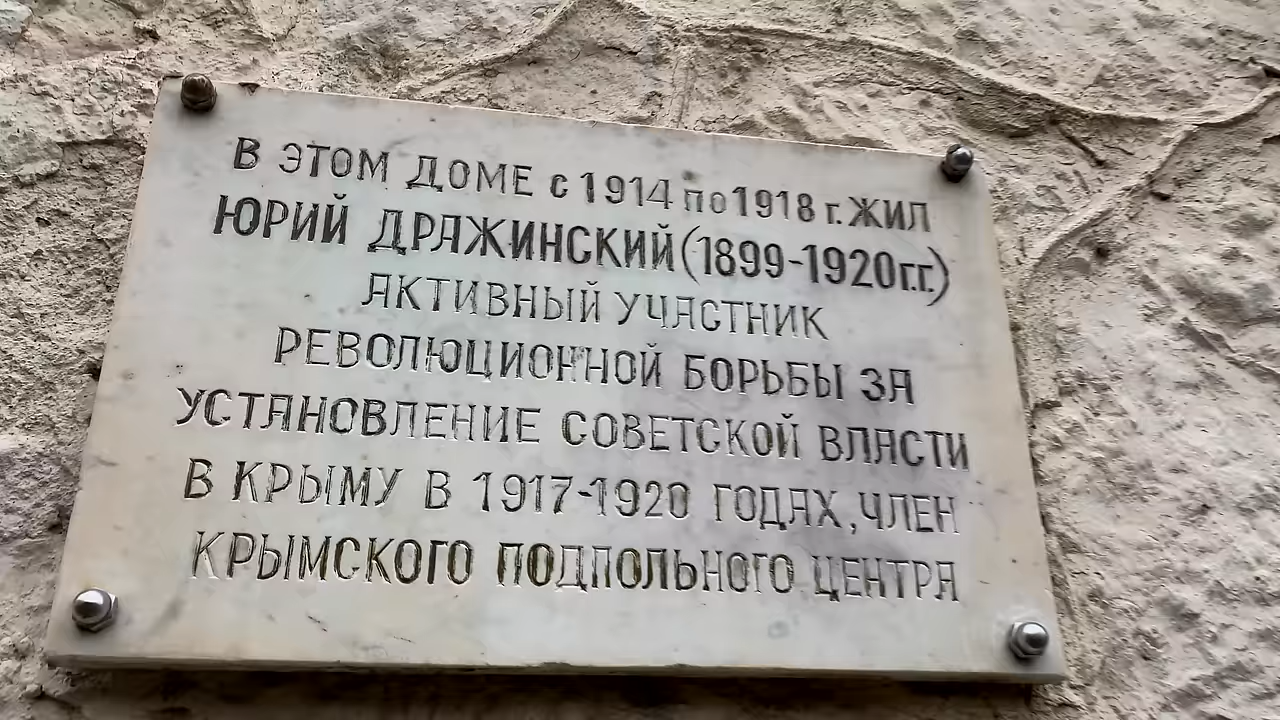 В ЭТОМ ДОМЕ с 1914 по 1918 г. ЖИЛ
ЮРИЙ ДРАЖИНСКИЙ (1899-1920 г.г.)
АКТИВНЫЙ УЧАСТНИК
РЕВОЛЮЦИОННОЙ БОРЬБЫ ЗА
УСТАНОВЛЕНИЕ СОВЕТСКОЙ ВЛАСТИ
В КРЫМУ В 1917-1920 ГОДАХ, ЧЛЕН
КРЫМСКОГО ПОДПОЛЬНОГО ЦЕНТРА